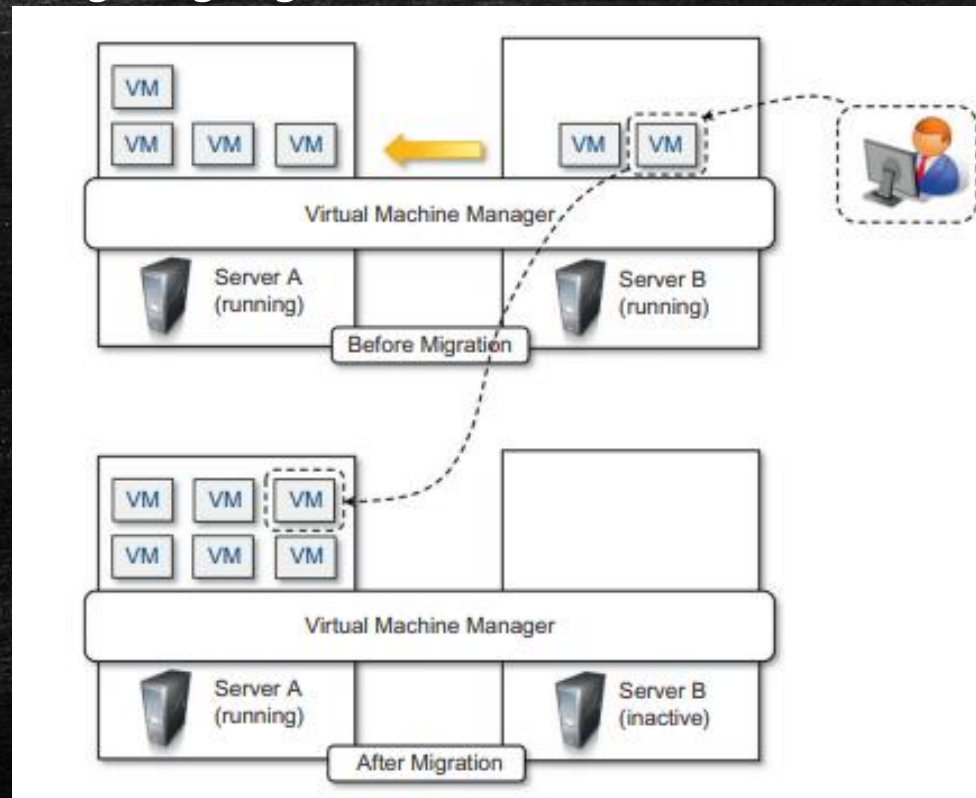 VM
VM VM VM VM VM
Virtual Machine Manager
Server A
(running)
Server B
(running)
Before Migration
VM VM VM
VM VM VM
Virtual Machine Manager
Server A
(running)
Server B
(inactive)
After Migration